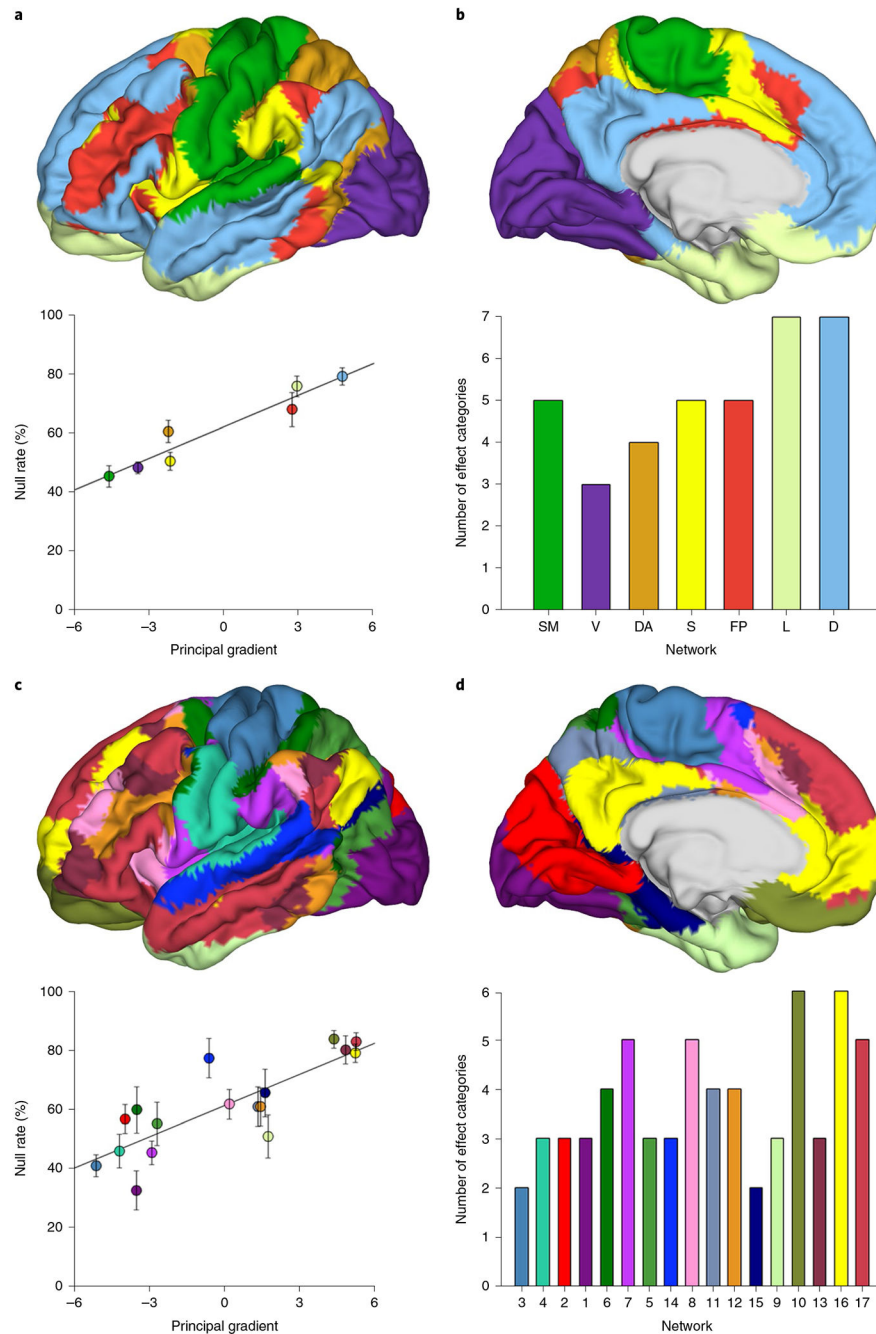 a
b
100
80
60
40
20
0
Null rate (%)
–6 –3 0 3 6
Principal gradient
7
6
5
4
3
2
1
0
Number of effect categories
SM V DA S FP L D
Network
c
d
100
80
60
40
20
0
Null rate (%)
–6 –3 0 3 6
Principal gradient
6
5
4
3
2
1
0
Number of effect categories
3 4 2 1 6 7 5 14 8 11 12 15 9 10 13 16 17
Network